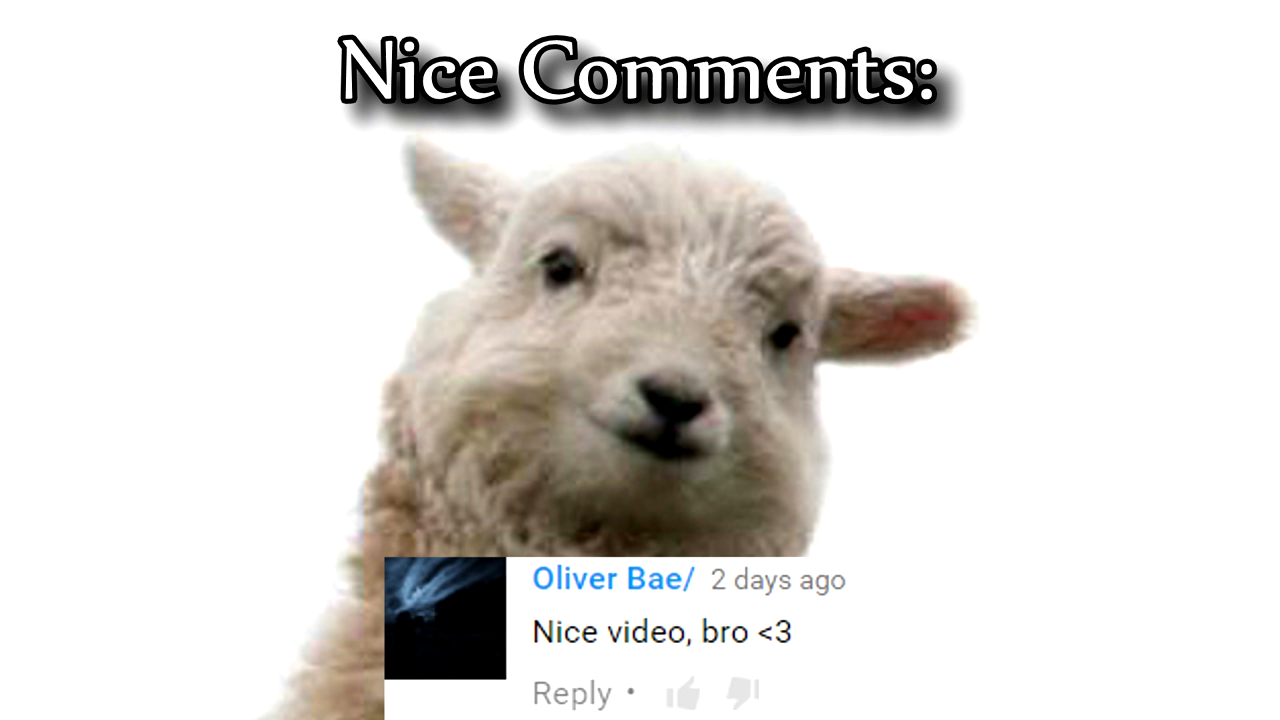 Nice Comments:
Oliver Bae/ 2 days ago
Nice video, bro <3
Reply •